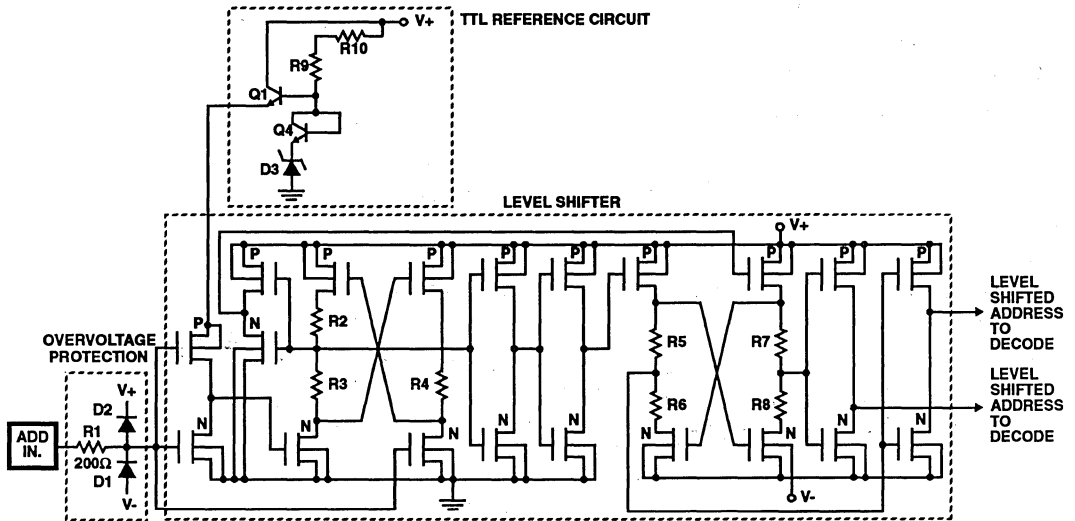 TTL REFERENCE CIRCUIT
V+
R10
R9
Q1
Q4
D3
LEVEL SHIFTER
V+
P
P
P
P
P
P
P
P
P
LEVEL
SHIFTED
ADDRESS
TO
DECODE
R2
N
P
OVERVOLTAGE
PROTECTION
R5
R7
R3
R4
V+
D2
R6
R8
LEVEL
SHIFTED
ADDRESS
TO
DECODE
ADD
IN.
R1
200Ω
D1
V-
N
N
N
N
N
N
N
N
N
V-